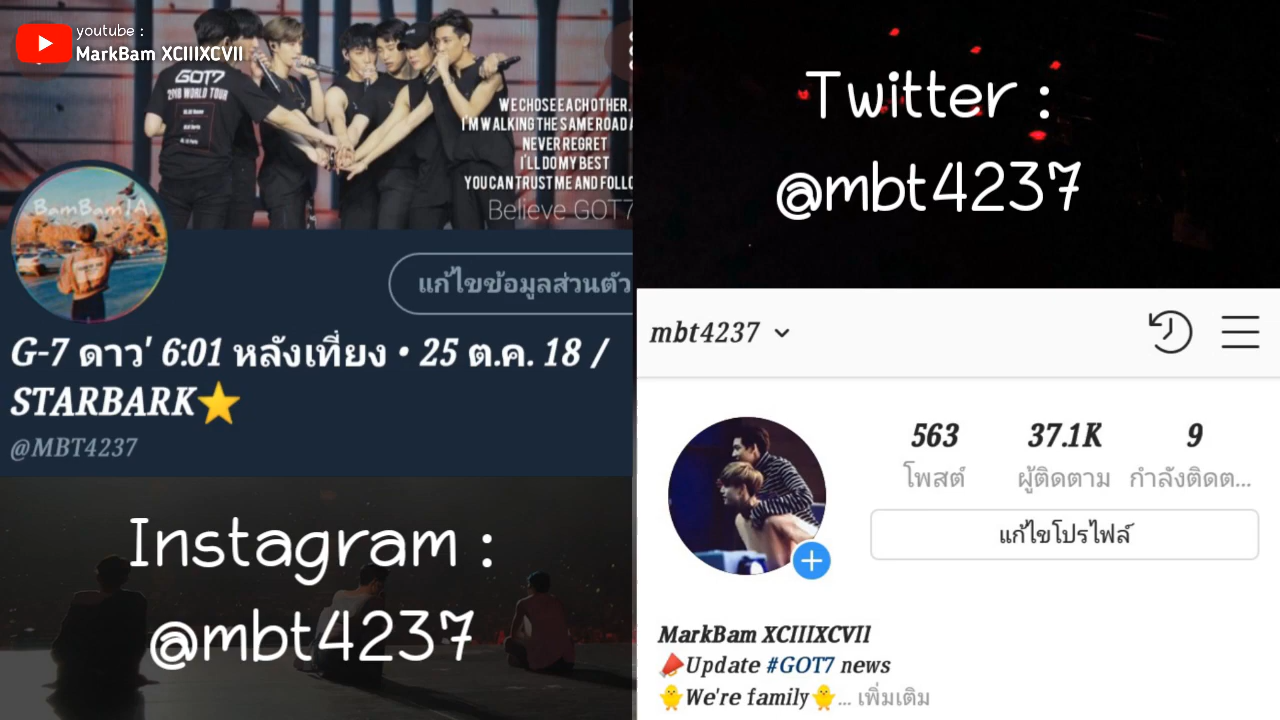 youtube :
MarkBam XCIIIXCVII
GOT7
2018 WORLD TOUR
WE CHOSE EACH OTHER.
I'M WALKING THE SAME ROAD
NEVER REGRET
I'LL DO MY BEST
YOU CAN TRUST ME AND
Believe GOT7
BamBam1A
แก้ไขข้อมูลส่วนตัว
G-7 ดาว' 6:01 หลังเที่ยง • 25 ต.ค. 18 /
STARBARK⭐
@MBT4237
Instagram :
@mbt4237
Twitter :
@mbt4237
mbt4237
563 37.1K 9
โพสต์ ผู้ติดตาม กำลังติดต...
แก้ไขโปรไฟล์
MarkBam XCIIIXCVII
📣Update #GOT7 news
🐥We're family🐥... เพิ่มเติม